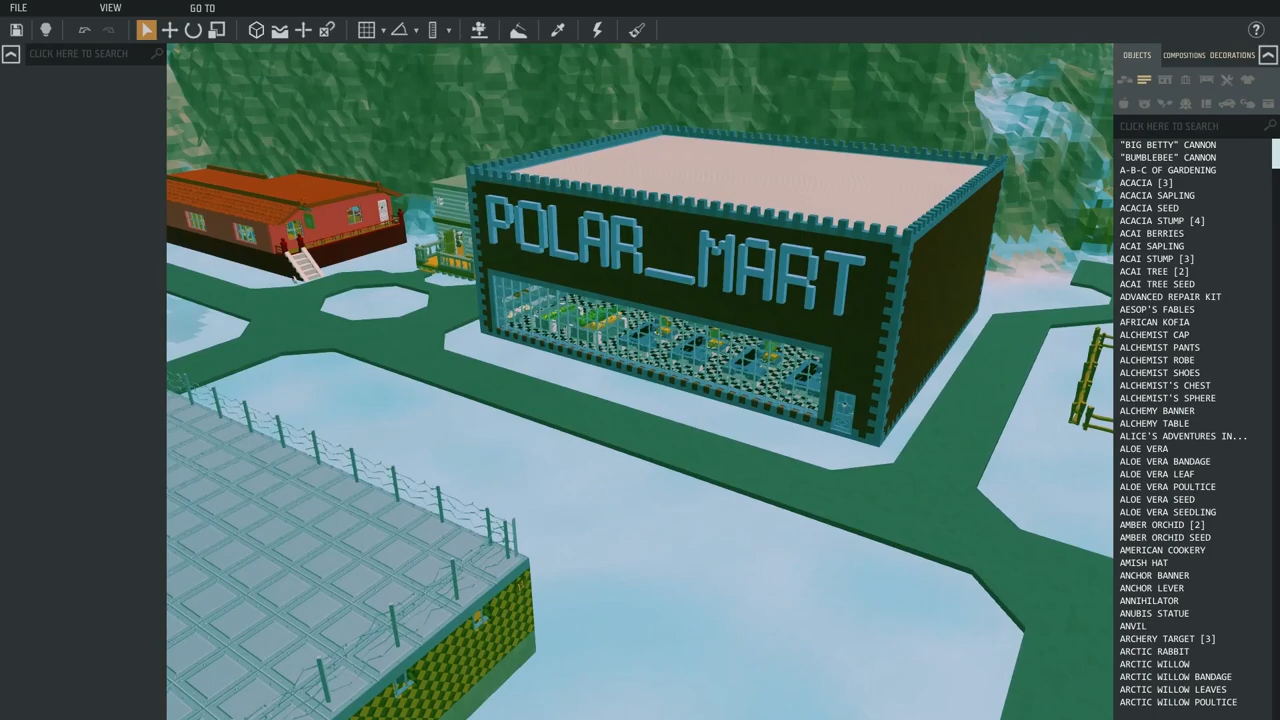 FILE
VIEW
GO TO
CLICK HERE TO SEARCH
OBJECTS
COMPOSITIONS
DECORATIONS
CLICK HERE TO SEARCH
"BIG BETTY" CANNON
"BUMBLEBEE" CANNON
A-B-C OF GARDENING
ACACIA [3]
ACACIA SAPLING
ACACIA SEED
ACACIA STUMP [4]
ACAI BERRIES
ACAI SAPLING
ACAI STUMP [3]
ACAI TREE [2]
ACAI TREE SEED
ADVANCED REPAIR KIT
AESOP'S FABLES
AFRICAN KOFIA
ALCHEMIST CAP
ALCHEMIST PANTS
ALCHEMIST ROBE
ALCHEMIST SHOES
ALCHEMIST'S CHEST
ALCHEMIST'S SPHERE
ALCHEMY BANNER
ALCHEMY TABLE
ALICE'S ADVENTURES IN...
ALOE VERA
ALOE VERA BANDAGE
ALOE VERA LEAF
ALOE VERA POULTICE
ALOE VERA SEED
ALOE VERA SEEDLING
AMBER ORCHID [2]
AMBER ORCHID SEED
AMERICAN COOKERY
AMISH HAT
ANCHOR BANNER
ANCHOR LEVER
ANNIHILATOR
ANUBIS STATUE
ANVIL
ARCHERY TARGET [3]
ARCTIC RABBIT
ARCTIC WILLOW
ARCTIC WILLOW BANDAGE
ARCTIC WILLOW LEAVES
ARCTIC WILLOW POULTICE
POLAR_MART